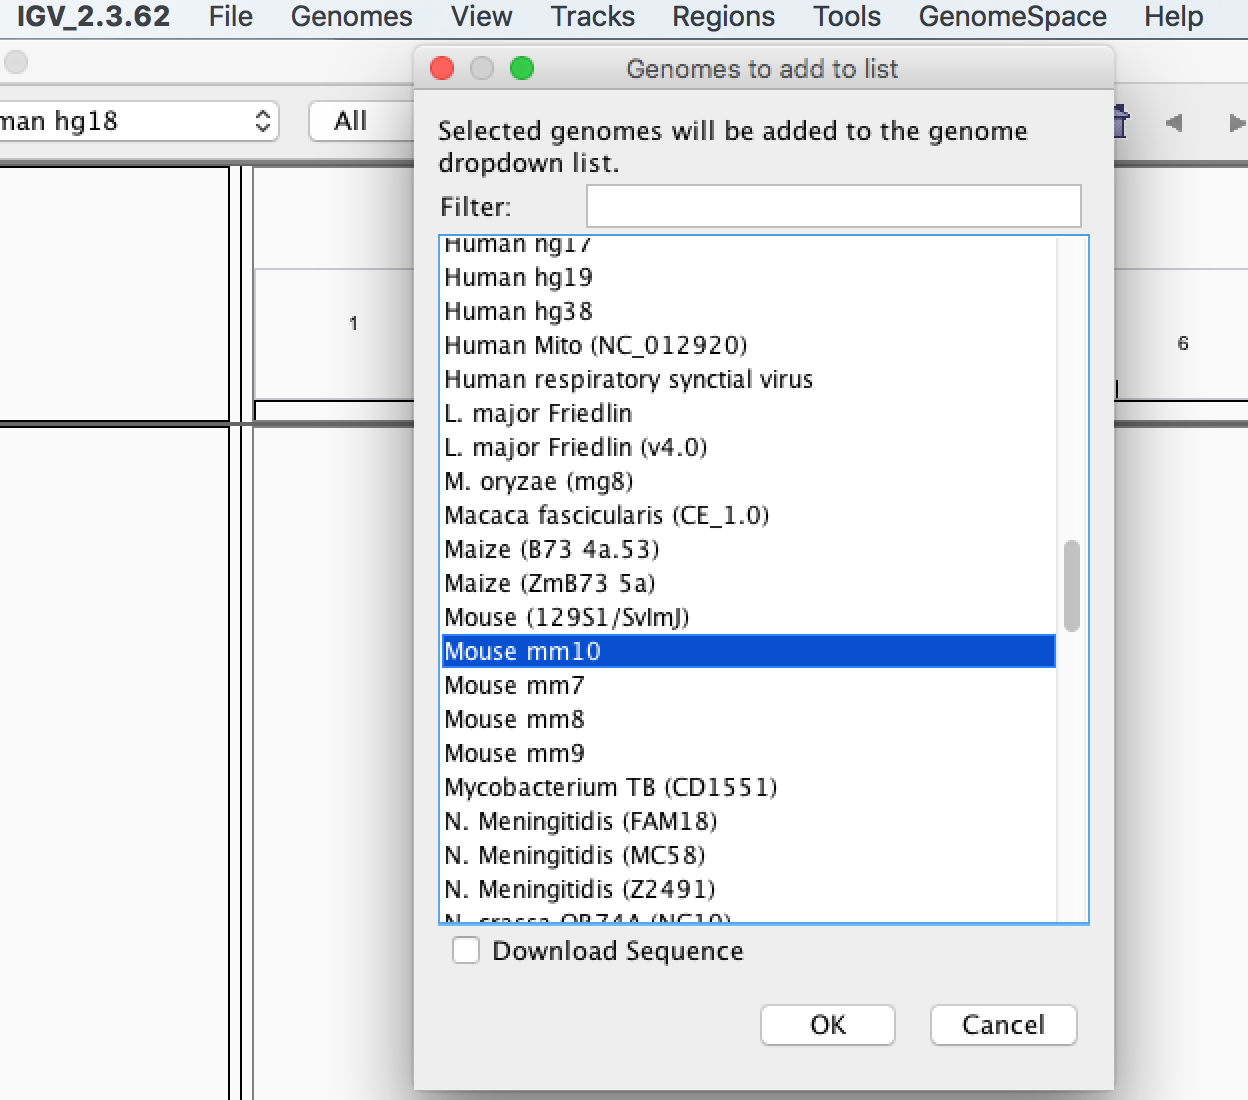 IGV_2.3.62 File Genomes View Tracks Regions Tools GenomeSpace Help
Genomes to add to list
man hg18 All
Selected genomes will be added to the genome
dropdown list.
Filter:
Human hg17
Human hg19
Human hg38
1
Human Mito (NC_012920)
6
Human respiratory synctial virus
L. major Friedlin
L. major Friedlin (v4.0)
M. oryzae (mg8)
Macaca fascicularis (CE_1.0)
Maize (B73 4a.53)
Maize (ZmB73 5a)
Mouse (129S1/SvImJ)
Mouse mm10
Mouse mm7
Mouse mm8
Mouse mm9
Mycobacterium TB (CD1551)
N. Meningitidis (FAM18)
N. Meningitidis (MC58)
N. Meningitidis (Z2491)
N. crassa OR74A (NC10)
Download Sequence
OK Cancel